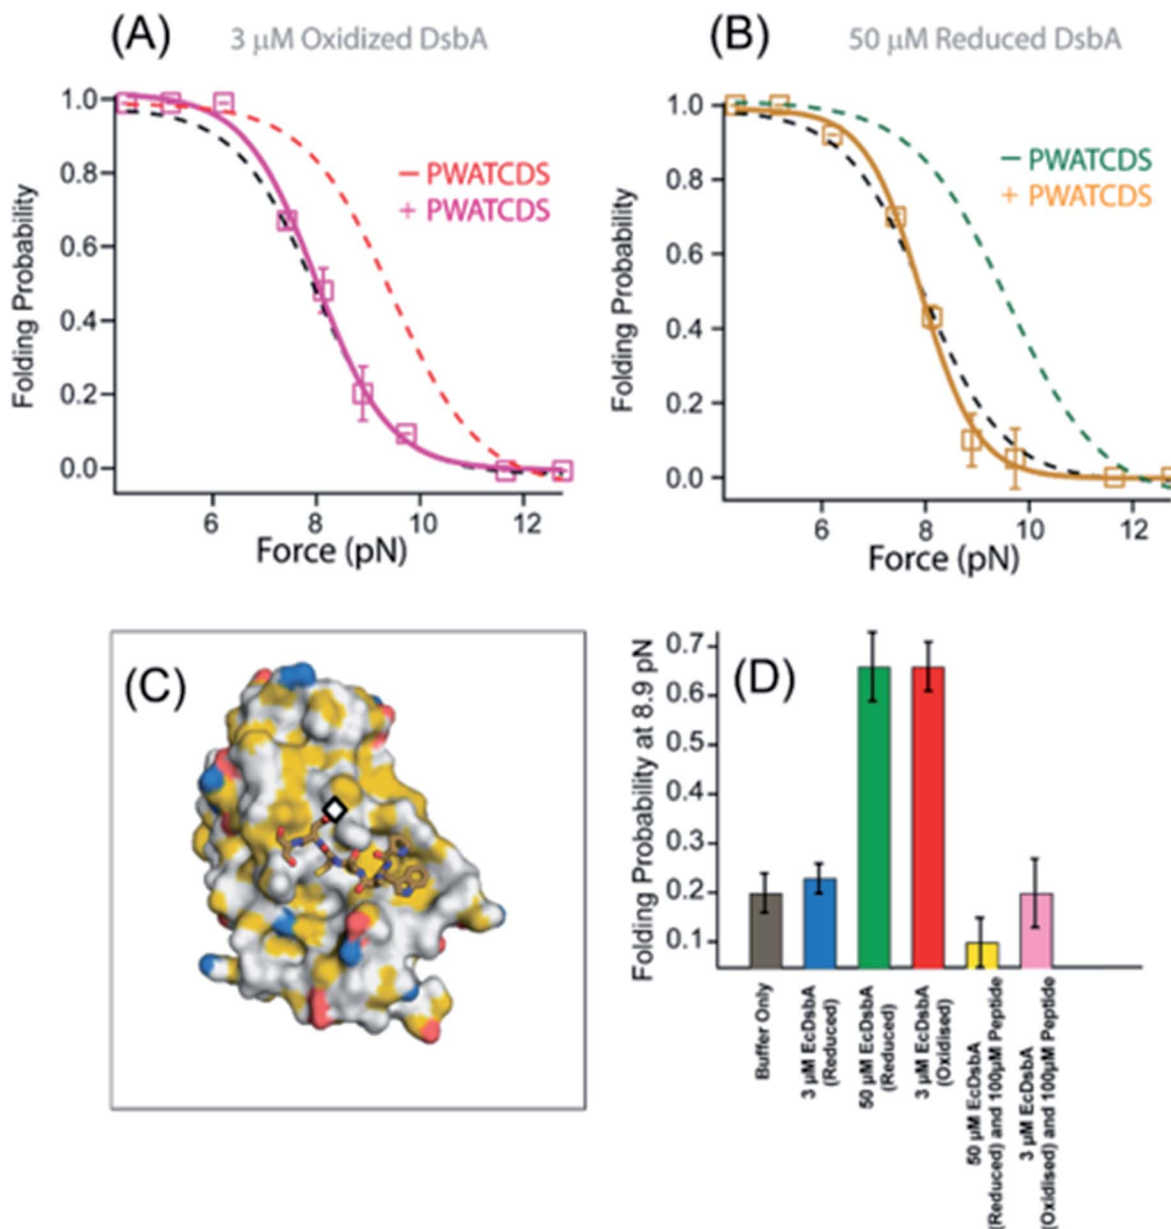 (A) 3 μM Oxidized DsbA
1.0
0.8
0.6
0.4
0.2
0.0
Folding Probability
− PWATCDS
+ PWATCDS
6 8 10 12
Force (pN)
(B) 50 μM Reduced DsbA
1.0
0.8
0.6
0.4
0.2
0.0
Folding Probability
− PWATCDS
+ PWATCDS
6 8 10 12
Force (pN)
(C)
(D)
Folding Probability at 8.9 pN
0.7
0.6
0.5
0.4
0.3
0.2
0.1
Buffer Only
3 μM EcDsbA
(Reduced)
50 μM EcDsbA
(Reduced)
3 μM EcDsbA
(Oxidised)
50 μM EcDsbA
(Reduced) and 100μM Peptide
3 μM EcDsbA
(Oxidised) and 100μM Peptide